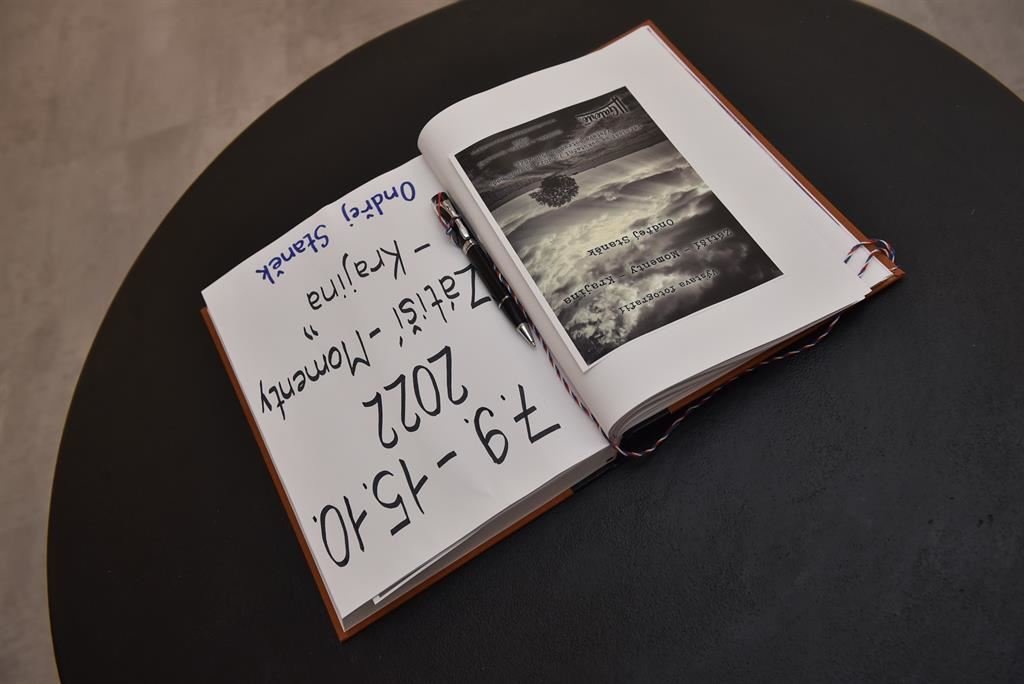 Výstava fotografií
Zátiší – Momenty – Krajina
Ondřej Staněk
7.9. - 15.10.
2022
Zátiší - Momenty
- Krajina “
Ondřej Staněk